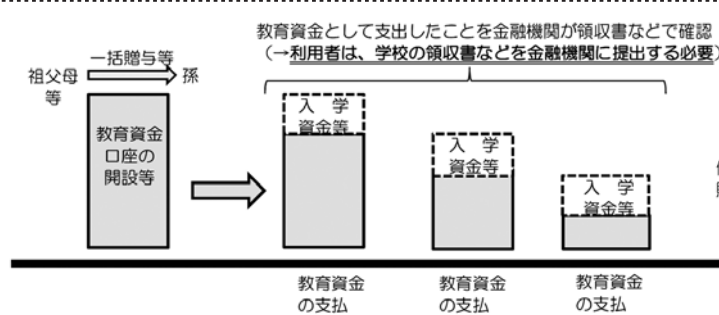 教育資金として支出したことを金融機関が領収書などで確認
(→利用者は、学校の領収書などを金融機関に提出する必要)
一括贈与等
祖父母
等
孫
教育資金
口座の
開設等
入 学
資金等
入 学
資金等
入 学
資金等
教育資金
の支払
教育資金
の支払
教育資金
の支払